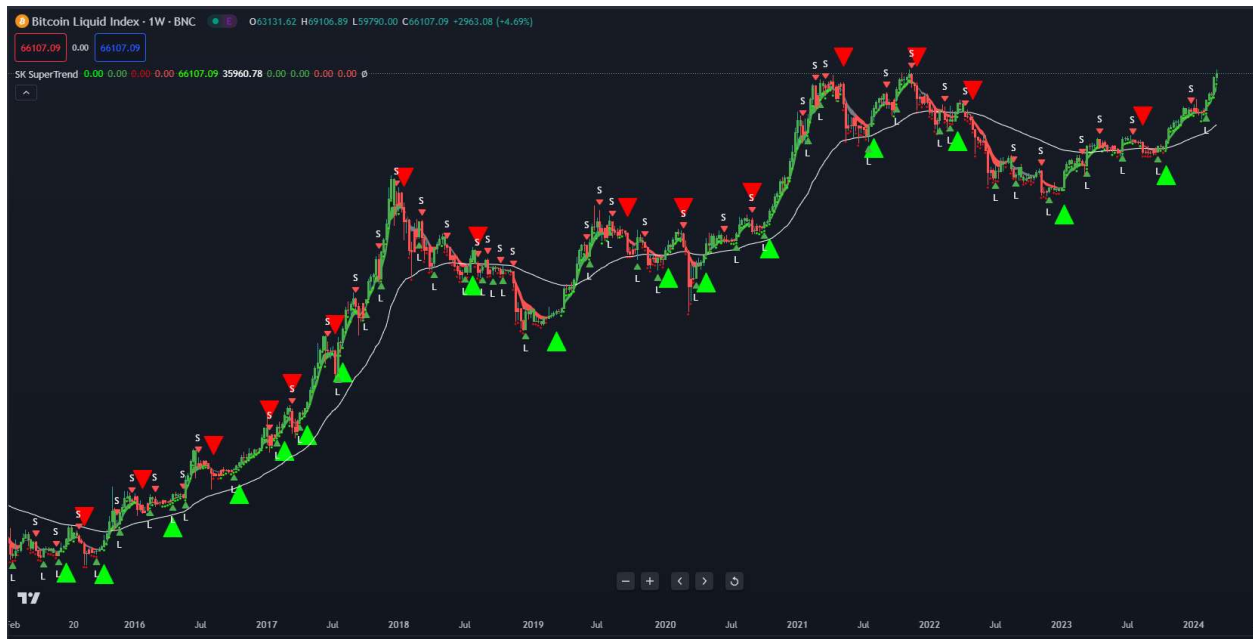 Bitcoin Liquid Index · 1W · BNC E O63131.62 H69106.89 L59790.00 C66107.09 +2963.08 (+4.69%)
66107.09 0.00 66107.09
SK SuperTrend 0.00 0.00 0.00 0.00 66107.09 35960.78 0.00 0.00 0.00 0.00 ø
S S S S S S S S S S S S S S S S S S S S S S S S S S S S S S S S S S S S S
L L L L L L L L L L L L L L L L L L L L L L L L L L L L L L L L L L L L L
Feb 20 2016 Jul 2017 Jul 2018 Jul 2019 Jul 2020 Jul 2021 Jul 2022 Jul 2023 Jul 2024